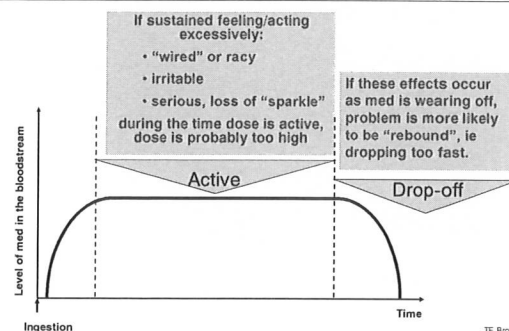 If sustained feeling/acting
excessively:
• “wired” or racy
• irritable
• serious, loss of “sparkle”
during the time dose is active,
dose is probably too high
If these effects occur
as med is wearing off,
problem is more likely
to be “rebound”, ie
dropping too fast.
Active
Drop-off
Level of med in the bloodstream
Time
Ingestion